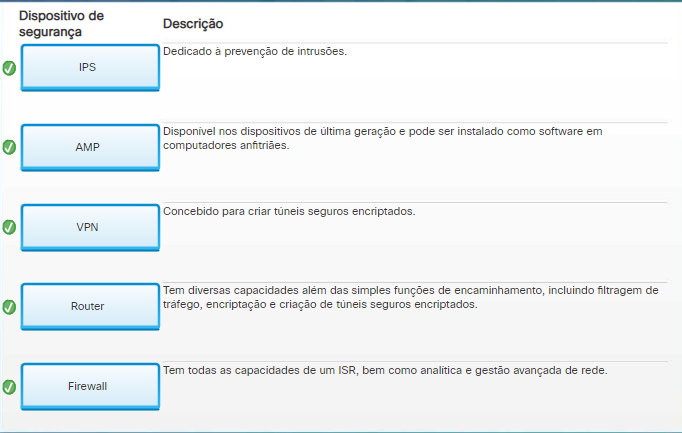 Dispositivo de
segurança
Descrição
IPS
Dedicado à prevenção de intrusões.
AMP
Disponível nos dispositivos de última geração e pode ser instalado como software em
computadores anfitriães.
VPN
Concebido para criar túneis seguros encriptados.
Router
Tem diversas capacidades além das simples funções de encaminhamento, incluindo filtragem de
tráfego, encriptação e criação de túneis seguros encriptados.
Firewall
Tem todas as capacidades de um ISR, bem como analítica e gestão avançada de rede.